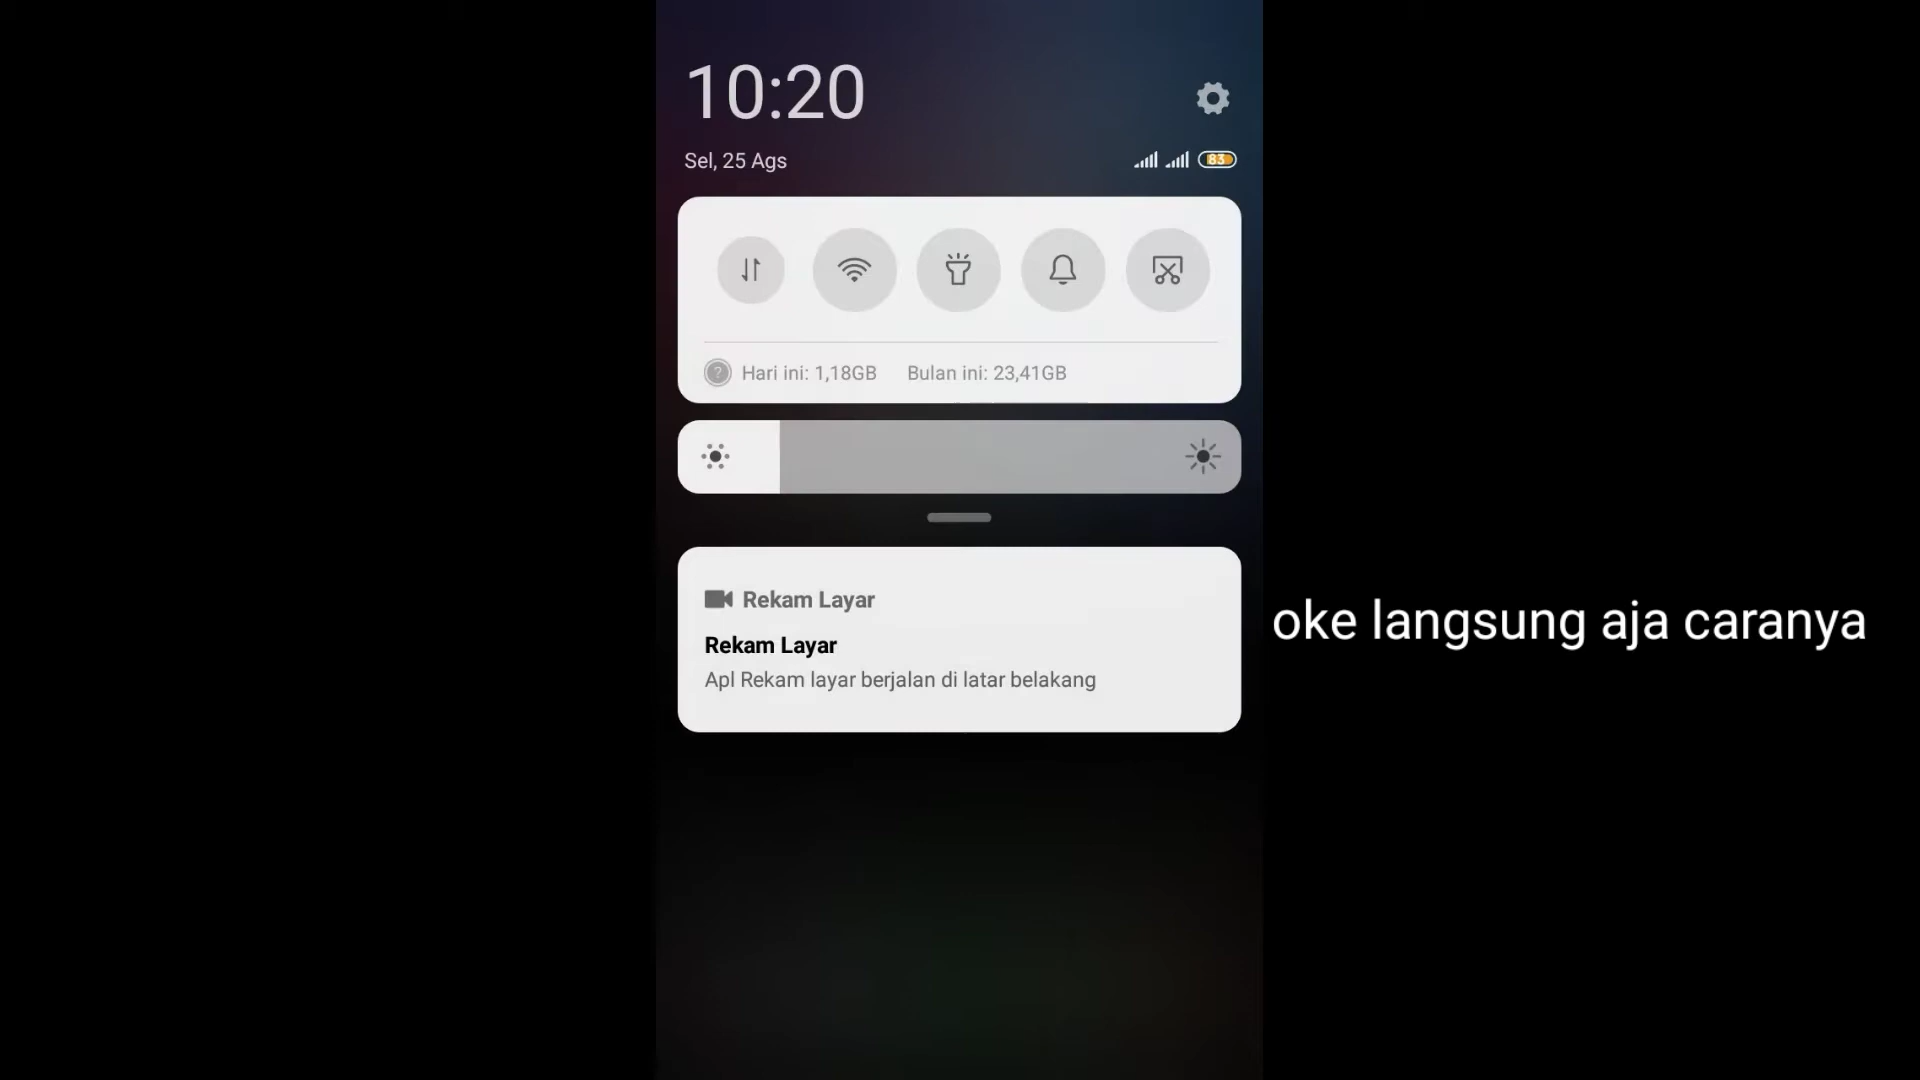 10:20
Sel, 25 Ags
83
Hari ini: 1,18GB Bulan ini: 23,41GB
Rekam Layar
Rekam Layar
Apl Rekam layar berjalan di latar belakang
oke langsung aja caranya